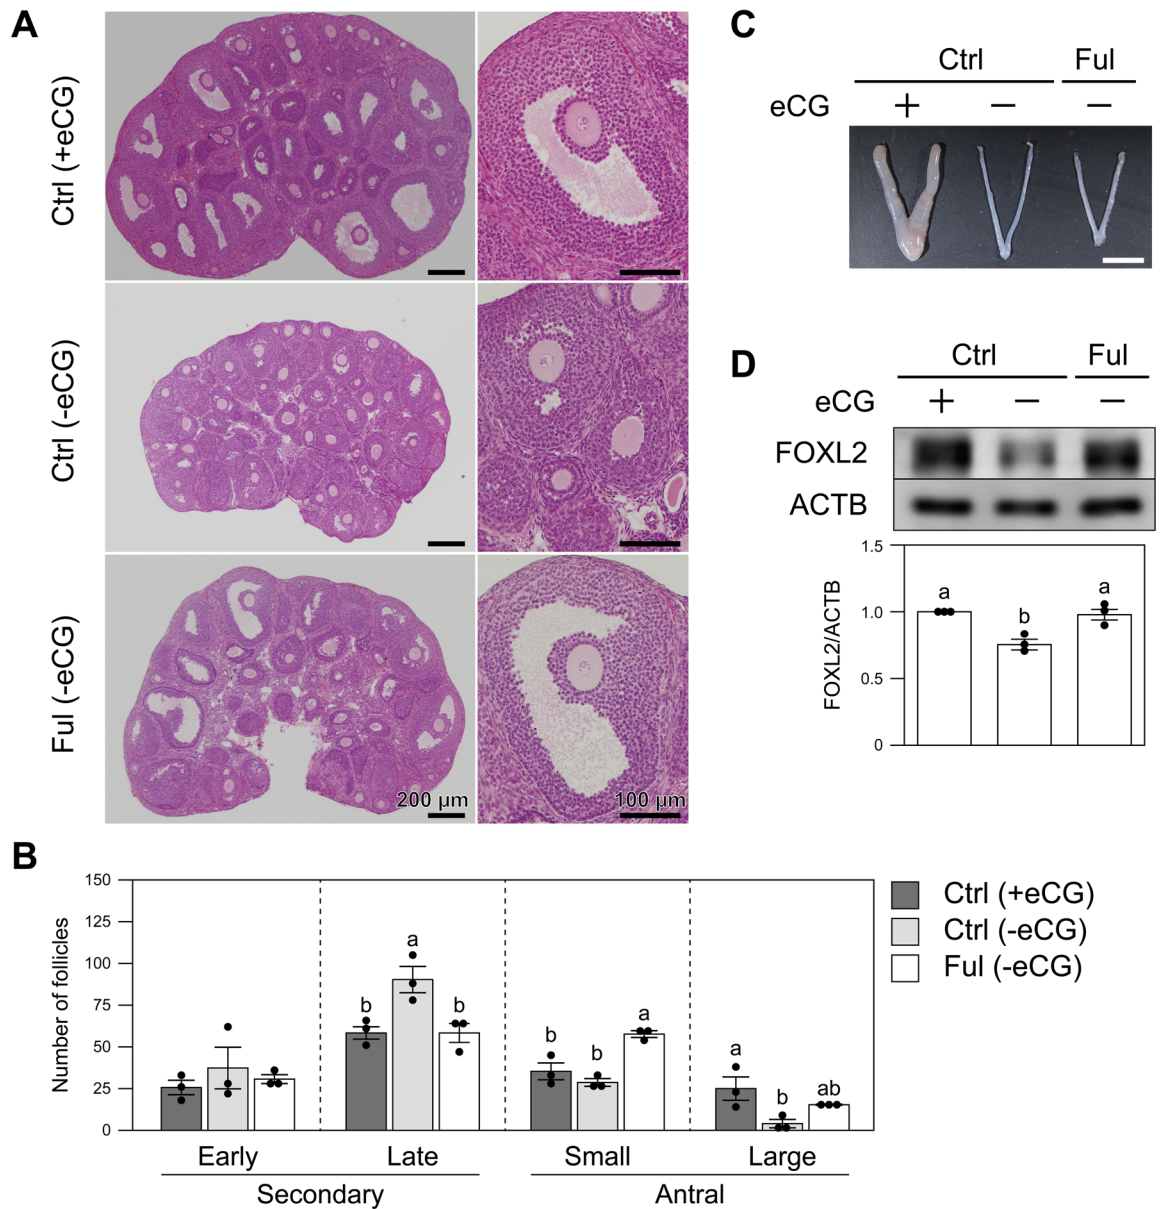 A
Ctrl (+eCG)
Ctrl (-eCG)
Ful (-eCG)
200 μm
100 μm
C
Ctrl Ful
eCG + − −
D
Ctrl Ful
eCG + − −
FOXL2
ACTB
FOXL2/ACTB
1.5
1.0
0.5
0
a b a
B
Number of follicles
150
125
100
75
50
25
0
b a b
b b a
a b ab
Early Late Small Large
Secondary Antral
Ctrl (+eCG)
Ctrl (-eCG)
Ful (-eCG)